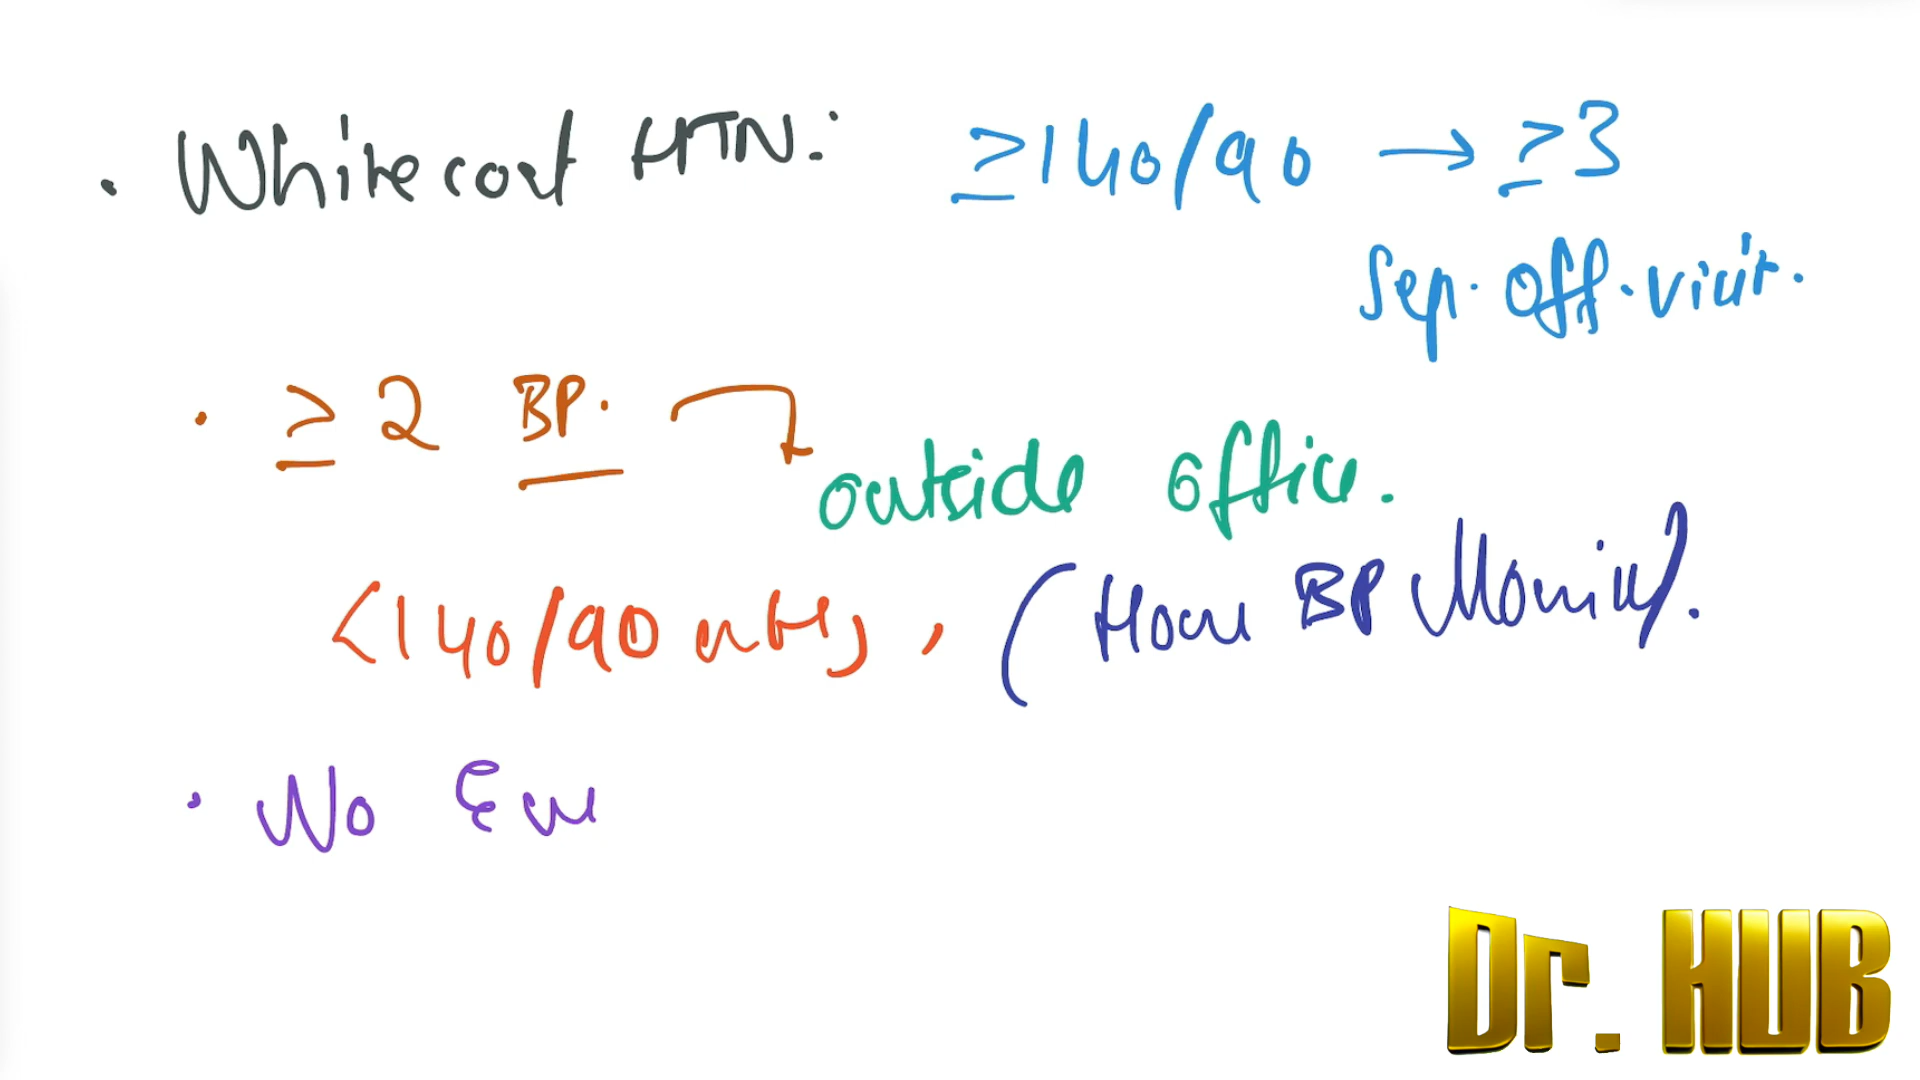 • Whitecoat HTN: ≥140/90 → ≥3
Sep. off. visit.
• ≥ 2 BP.
outside office.
<140/90 mmHg, (Home BP Monitor).
• No
Dr. HUB